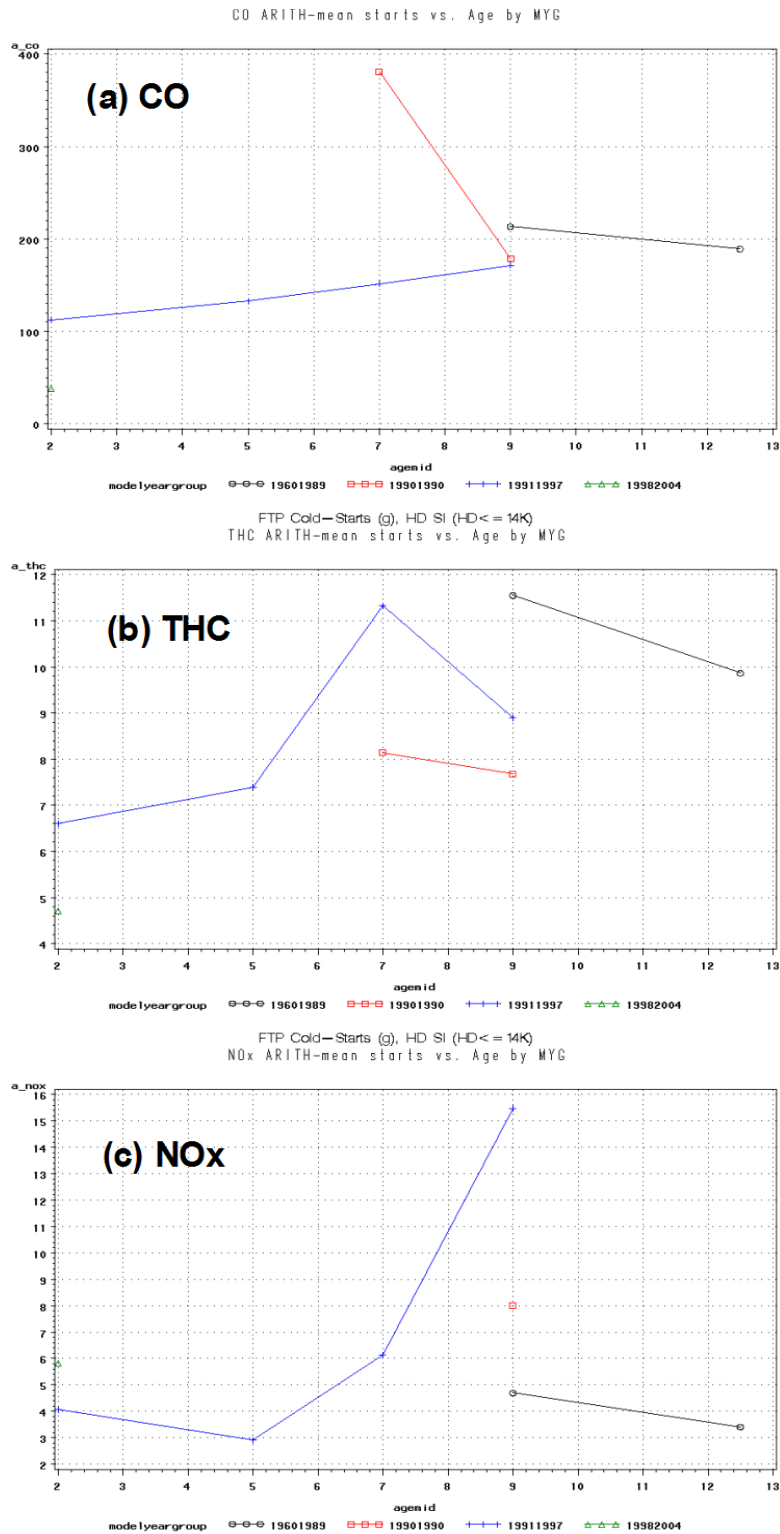 CO ARITH-mean starts vs. Age by MYG
a_co
400
(a) CO
300
200
100
0
2 3 4 5 6 7 8 9 10 11 12 13
agemid
modelyeargroup 19601989 19901990 19911997 19982004
FTP Cold-Starts (g), HD SI (HD<=14K)
THC ARITH-mean starts vs. Age by MYG
a_thc
12
11
(b) THC
10
9
8
7
6
5
4
2 3 4 5 6 7 8 9 10 11 12 13
agemid
modelyeargroup 19601989 19901990 19911997 19982004
FTP Cold-Starts (g), HD SI (HD<=14K)
NOx ARITH-mean starts vs. Age by MYG
a_nox
16
15
14
(c) NOx
13
12
11
10
9
8
7
6
5
4
3
2
2 3 4 5 6 7 8 9 10 11 12 13
agemid
modelyeargroup 19601989 19901990 19911997 19982004